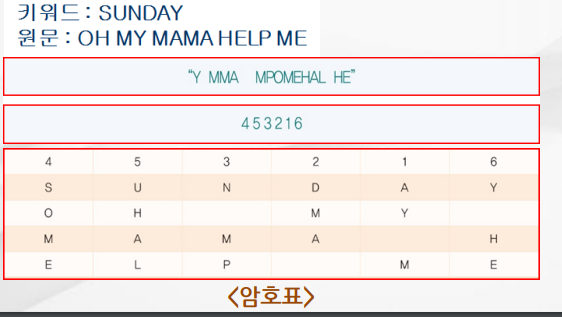 키워드 : SUNDAY
원문 : OH MY MAMA HELP ME
“Y MMA MPOMEHAL HE”
453216
4 5 3 2 1 6
S U N D A Y
O H M Y
M A M A H
E L P M E
<암호표>